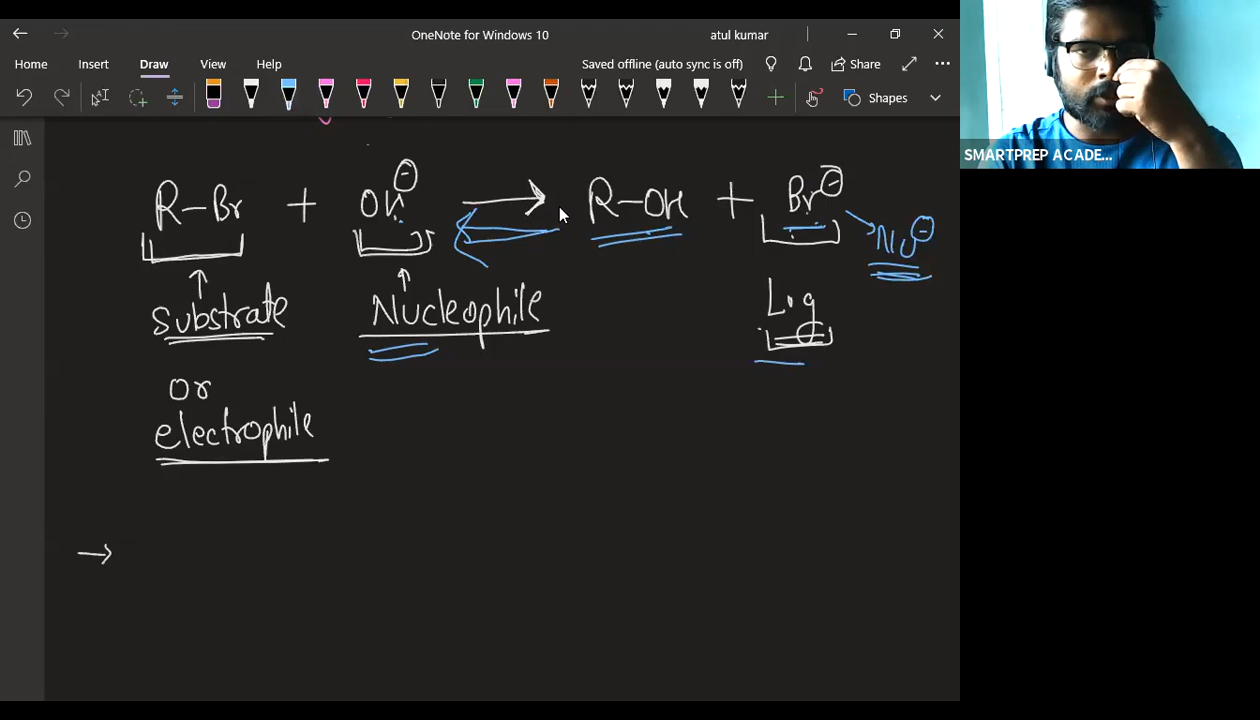 OneNote for Windows 10
atul kumar
Home Insert Draw View Help
Saved offline (auto sync is off)
Share
Shapes
SMARTPREP ACADE...
R-Br + OH⊖ → R-OH + Br⊖
Nu⊖
Substrate
Nucleophile
L.g
or
electrophile
→